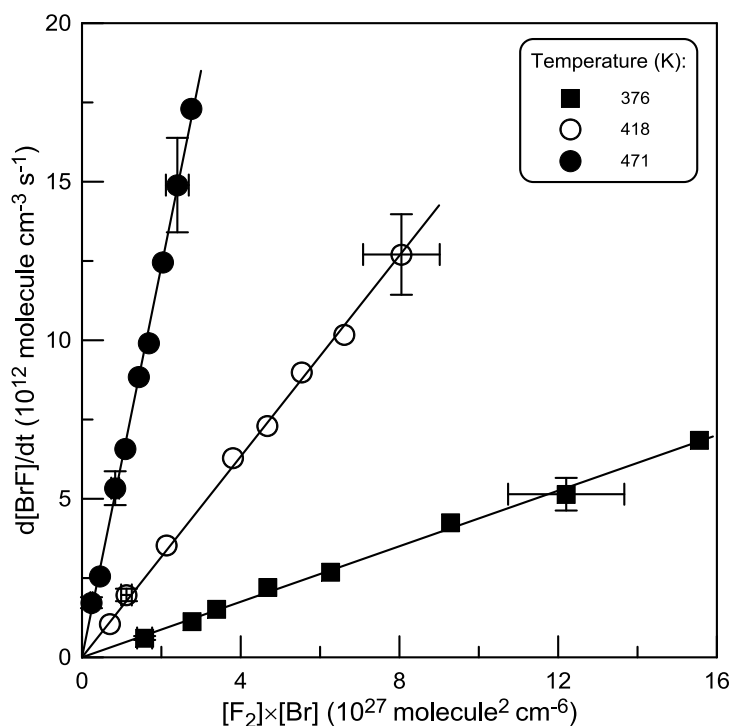 20
15
10
5
0
d[BrF]/dt (10¹² molecule cm⁻³ s⁻¹)
Temperature (K):
376
418
471
0 4 8 12 16
[F₂]×[Br] (10²⁷ molecule² cm⁻⁶)